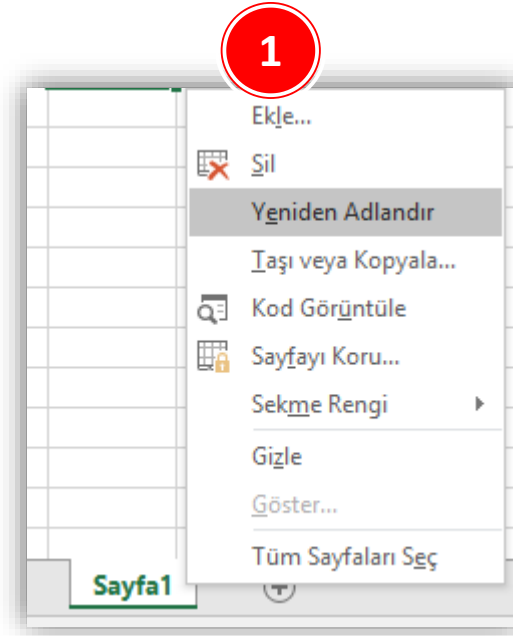 1
Ekle...
Sil
Yeniden Adlandır
Taşı veya Kopyala...
Kod Görüntüle
Sayfayı Koru...
Sekme Rengi
Gizle
Göster...
Tüm Sayfaları Seç
Sayfa1